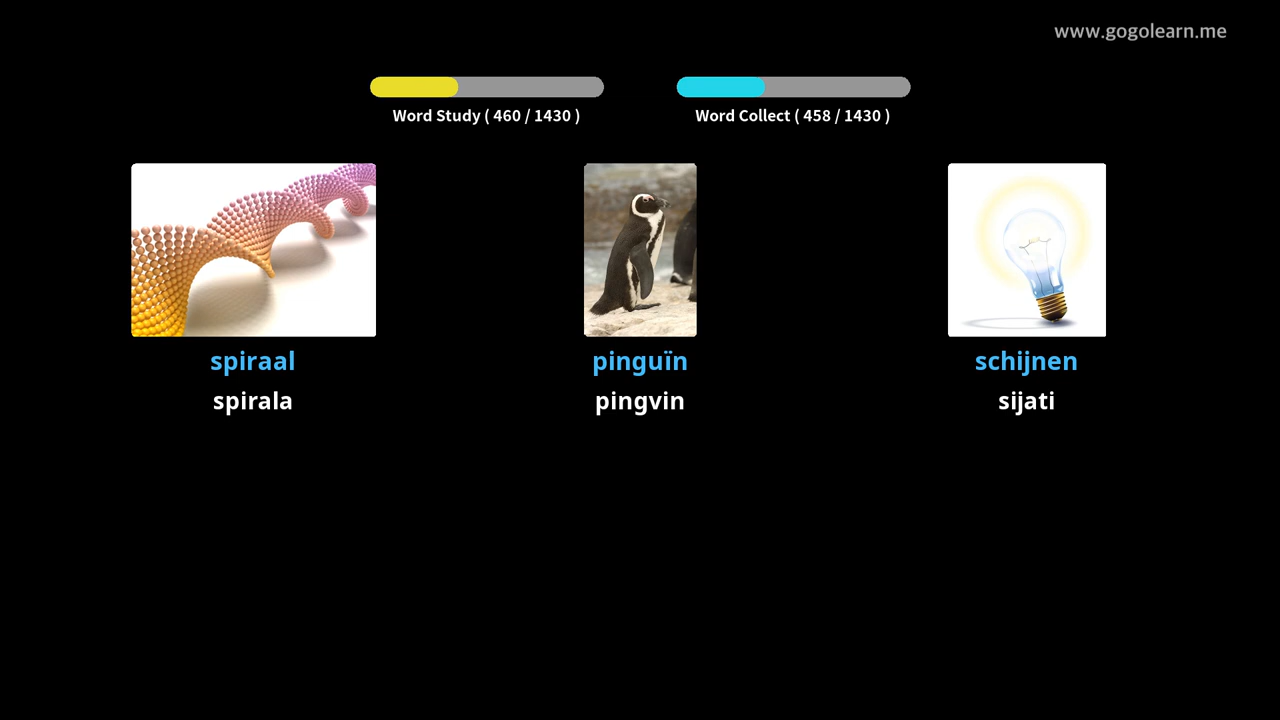 www.gogolearn.me
Word Study ( 460 / 1430 )
Word Collect ( 458 / 1430 )
spiraal
pinguïn
schijnen
spirala
pingvin
sijati